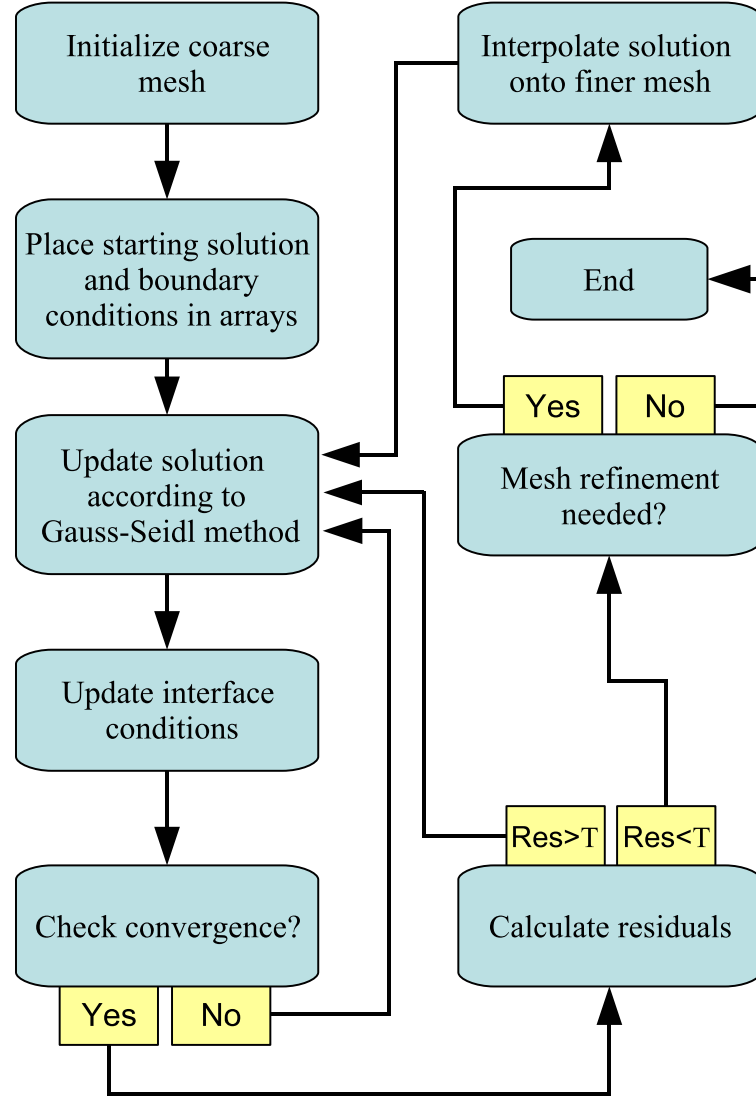 Initialize coarse
mesh
Place starting solution
and boundary
conditions in arrays
Update solution
according to
Gauss-Seidl method
Update interface
conditions
Check convergence?
Yes
No
Interpolate solution
onto finer mesh
End
Yes
No
Mesh refinement
needed?
Res>T
Res<T
Calculate residuals